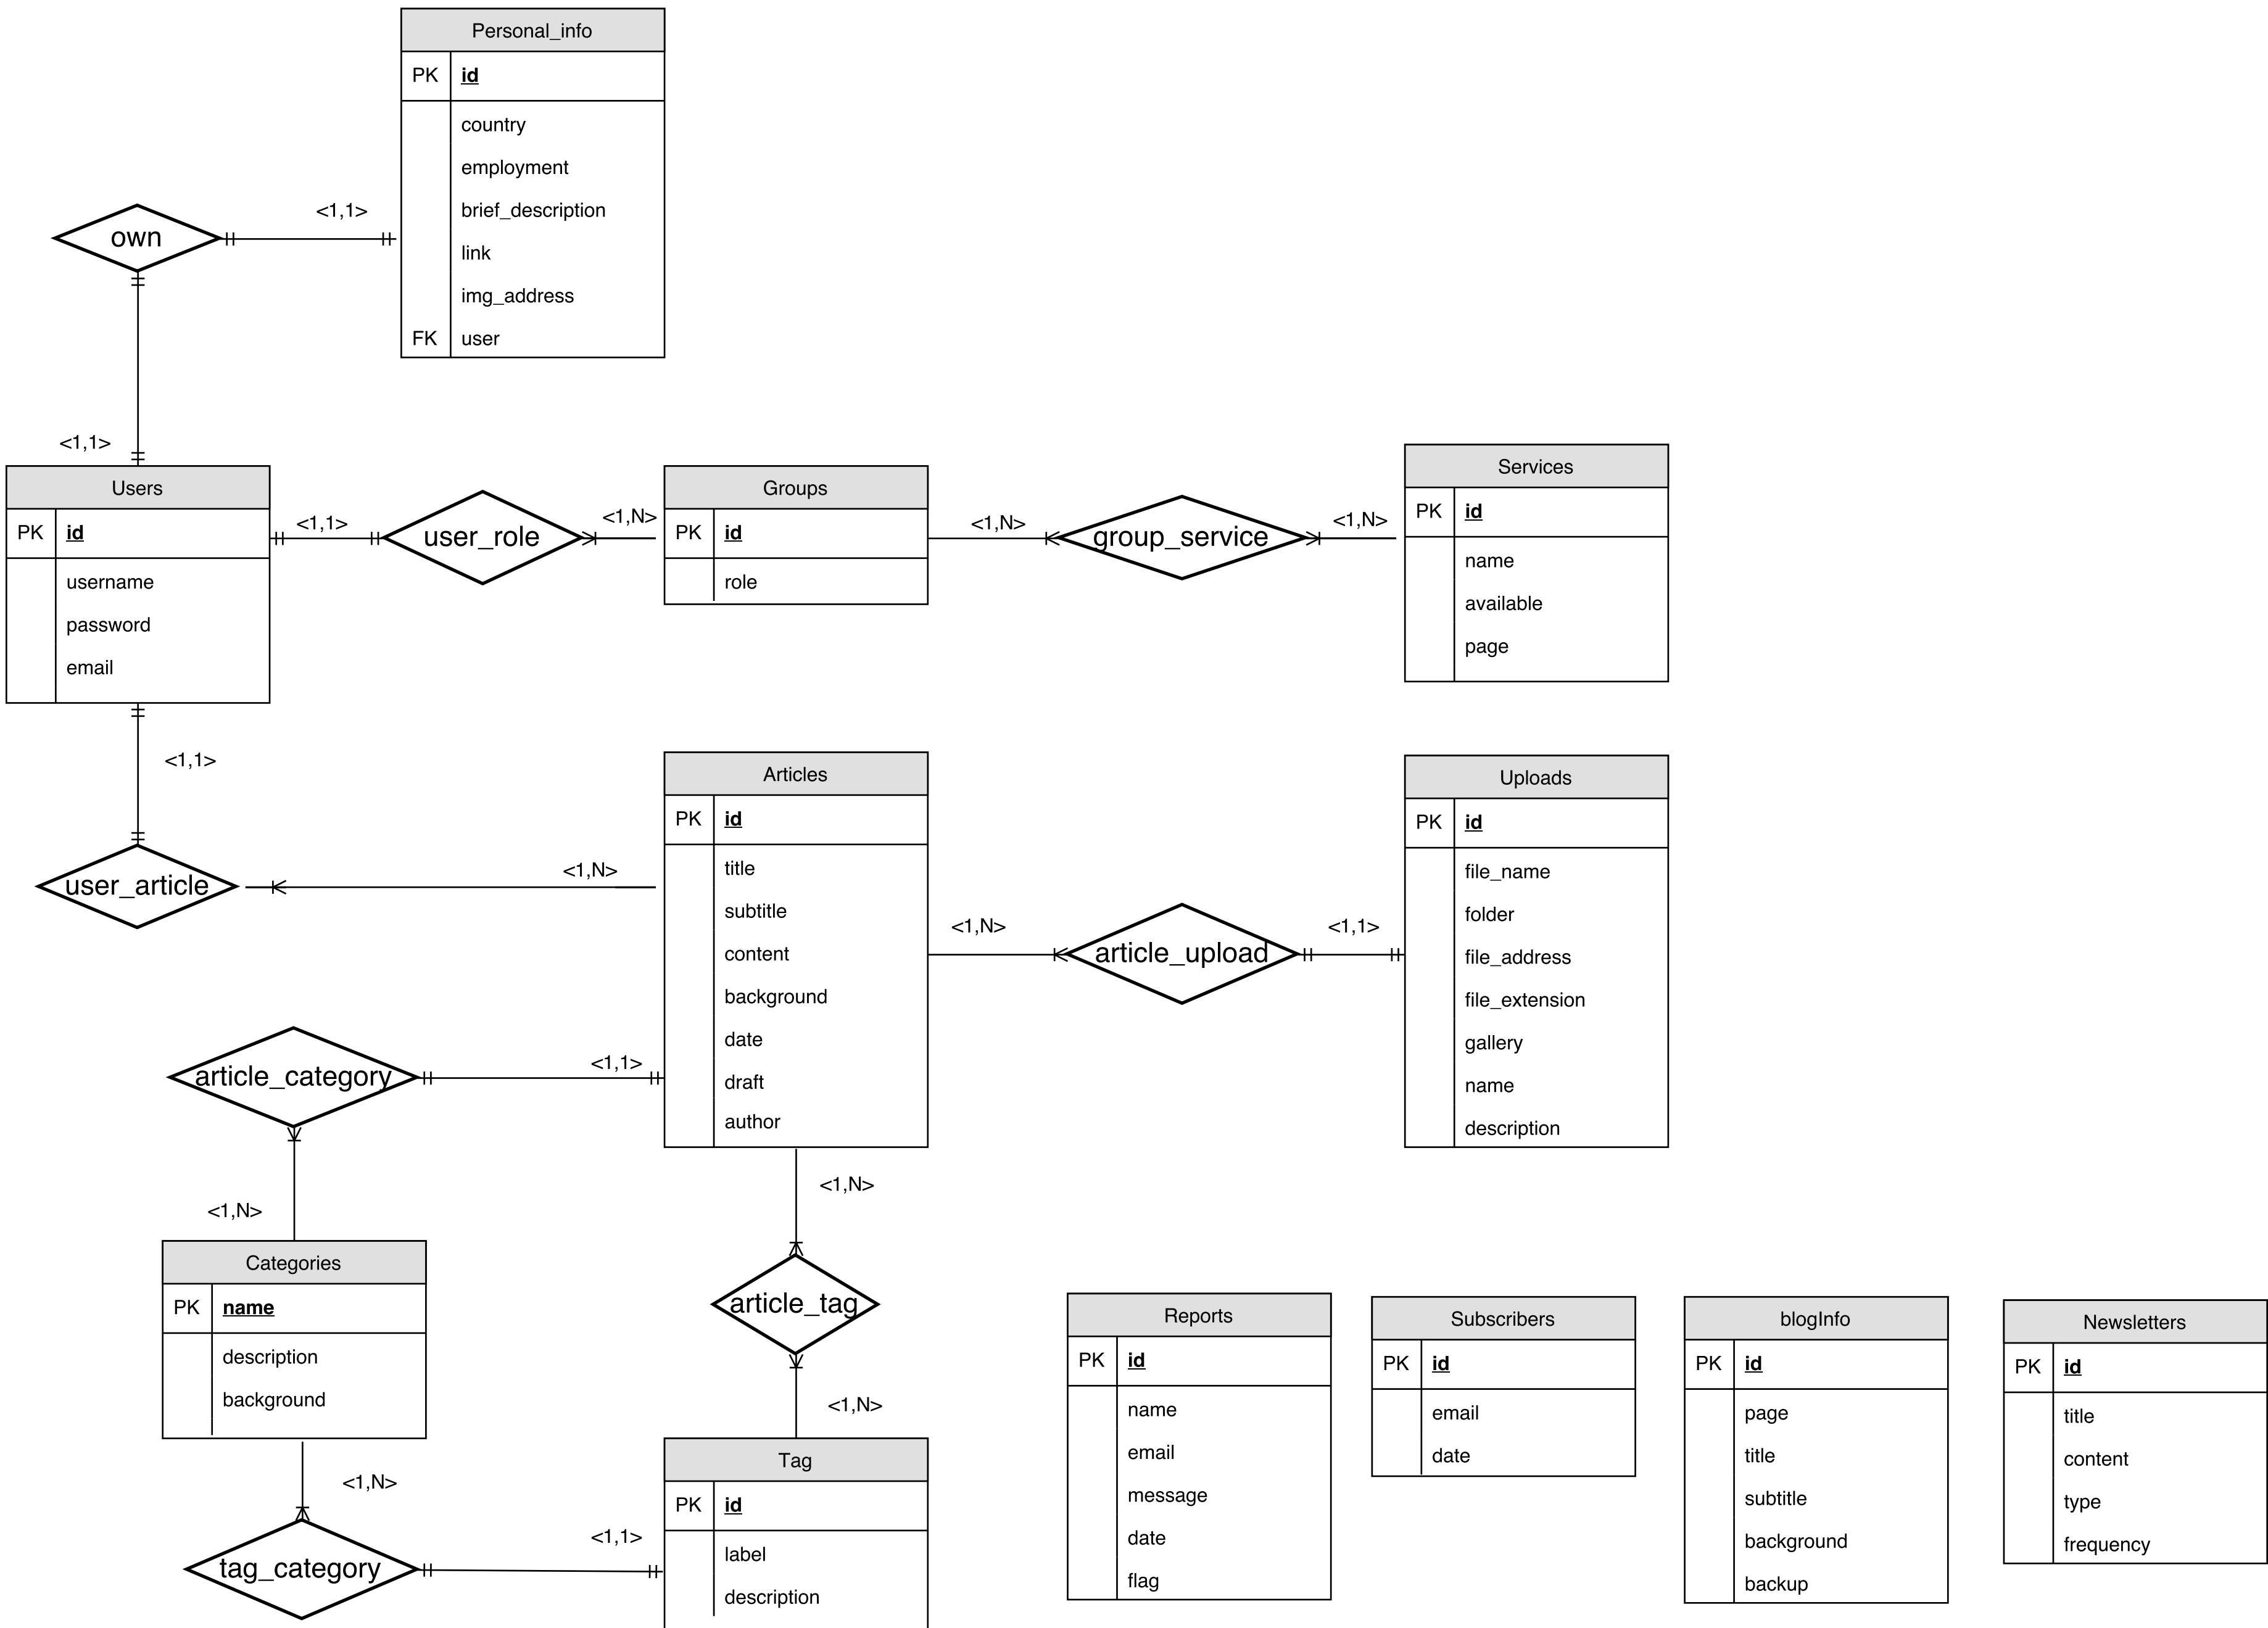 Personal_info
PK id
country
employment
brief_description
link
img_address
FK user
own
<1,1>
<1,1>
Users
PK id
username
password
email
<1,1>
user_role
<1,N>
Groups
PK id
role
<1,N>
group_service
<1,N>
Services
PK id
name
available
page
<1,1>
user_article
<1,N>
Articles
PK id
title
subtitle
content
background
date
draft
author
<1,N>
article_upload
<1,1>
Uploads
PK id
file_name
folder
file_address
file_extension
gallery
name
description
article_category
<1,1>
<1,N>
Categories
PK name
description
background
<1,N>
article_tag
<1,N>
<1,N>
tag_category
<1,1>
Tag
PK id
label
description
Reports
PK id
name
email
message
date
flag
Subscribers
PK id
email
date
blogInfo
PK id
page
title
subtitle
background
backup
Newsletters
PK id
title
content
type
frequency